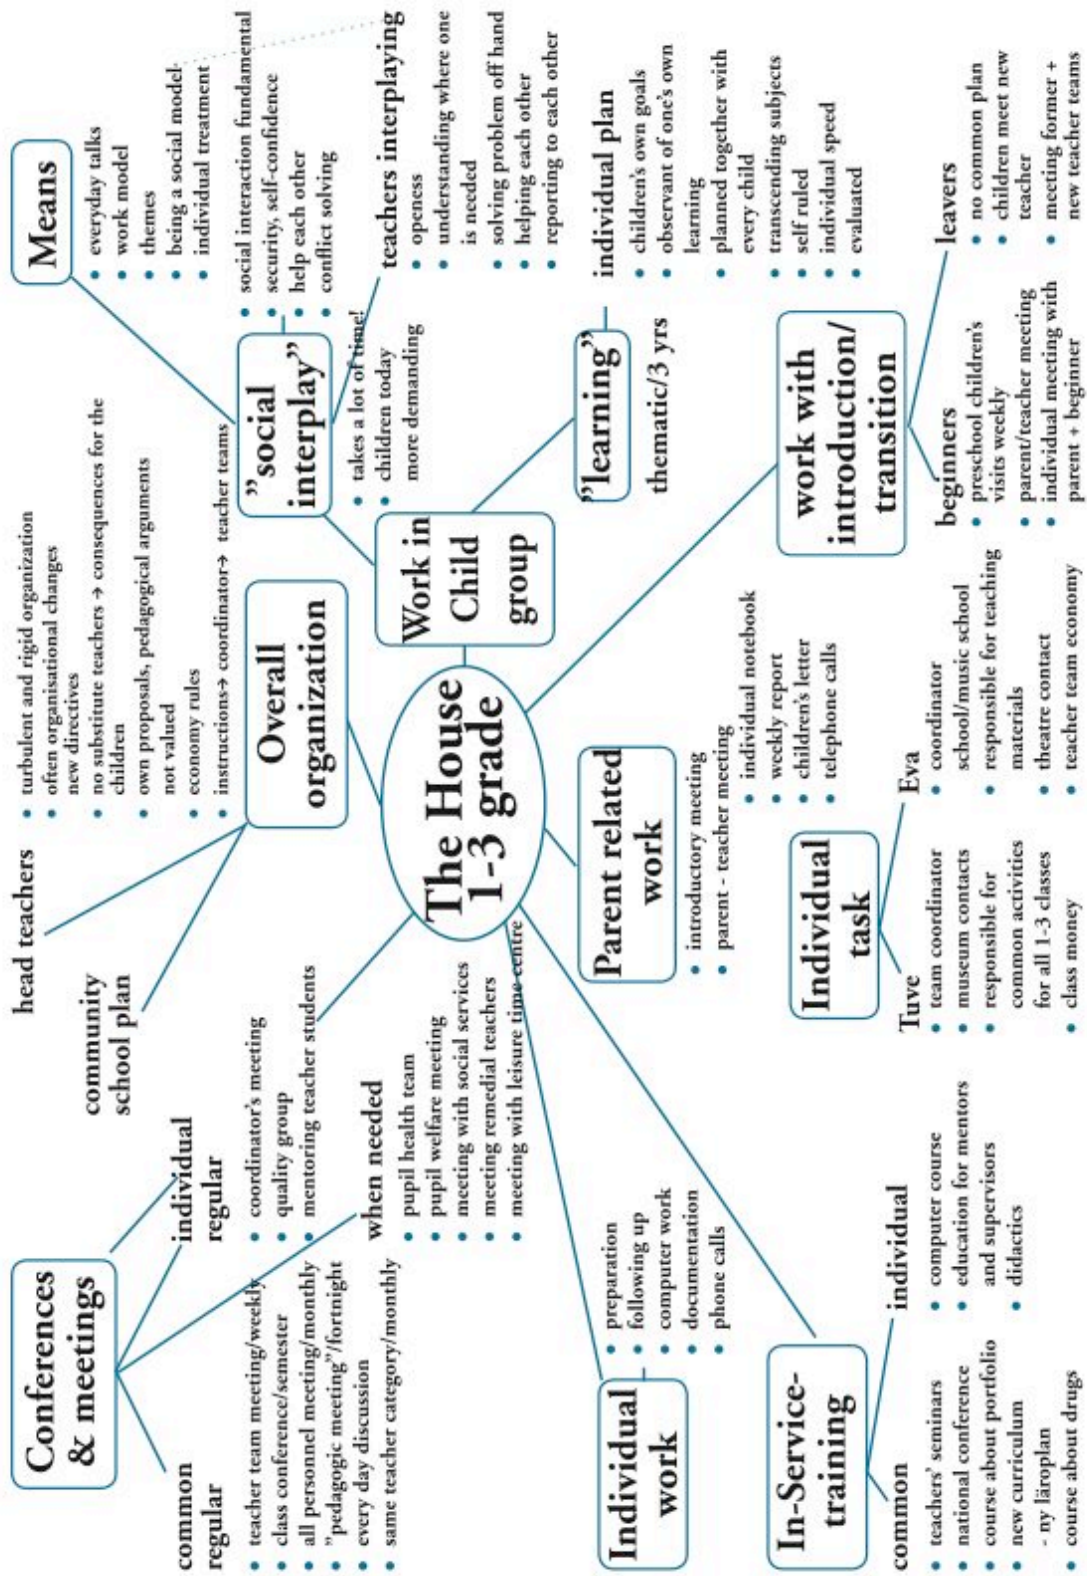 Conferences
& meetings
common
regular
• teacher team meeting/weekly
• class conference/semester
• all personnel meeting/monthly
• ”pedagogic meeting”/fortnight
• every day discussion
• same teacher category/monthly
individual
regular
• coordinator's meeting
• quality group
• mentoring teacher students
when needed
• pupil health team
• pupil welfare meeting
• meeting with social services
• meeting remedial teachers
• meeting with leisure time centre
head teachers
community
school plan
• turbulent and rigid organization
• often organisational changes
new directives
• no substitute teachers → consequences for the
children
• own proposals, pedagogical arguments
not valued
• economy rules
• instructions→ coordinator→ teacher teams
Overall
organization
Means
• everyday talks
• work model
• themes
• being a social model
• individual treatment
”social
interplay”
• social interaction fundamental
• security, self-confidence
• help each other
• conflict solving
• takes a lot of time!
• children today
more demanding
teachers interplaying
• openess
• understanding where one
is needed
• solving problem off hand
• helping each other
• reporting to each other
Work in
Child
group
The House
1-3 grade
”learning”
thematic/3 yrs
individual plan
• children's own goals
• observant of one's own
learning
• planned together with
every child
• transcending subjects
• self ruled
• individual speed
• evaluated
Individual
work
• preparation
• following up
• computer work
• documentation
• phone calls
Parent related
work
• introductory meeting
• parent - teacher meeting
• individual notebook
• weekly report
• children's letter
• telephone calls
work with
introduction/
transition
beginners
• preschool children's
visits weekly
• parent/teacher meeting
• individual meeting with
parent + beginner
leavers
• no common plan
• children meet new
teacher
• meeting former +
new teacher teams
In-Service-
training
common
• teachers' seminars
• national conference
• course about portfolio
• new curriculum
- ny läroplan
• course about drugs
individual
• computer course
• education for mentors
and supervisors
• didactics
Individual
task
Tuve
• team coordinator
• museum contacts
• responsible for
common activities
for all 1-3 classes
• class money
Eva
• coordinator
school/music school
• responsible for teaching
materials
• theatre contact
• teacher team economy